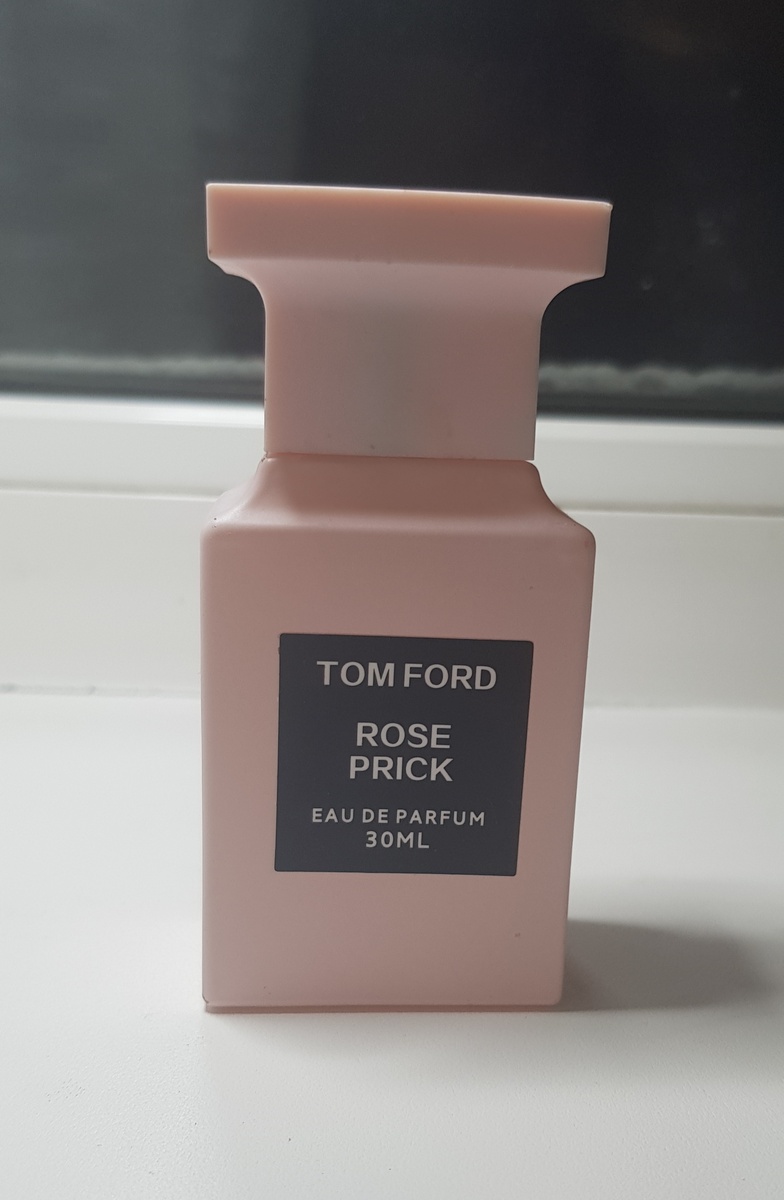 TOM FORD
ROSE
PRICK
EAU DE PARFUM
30ML